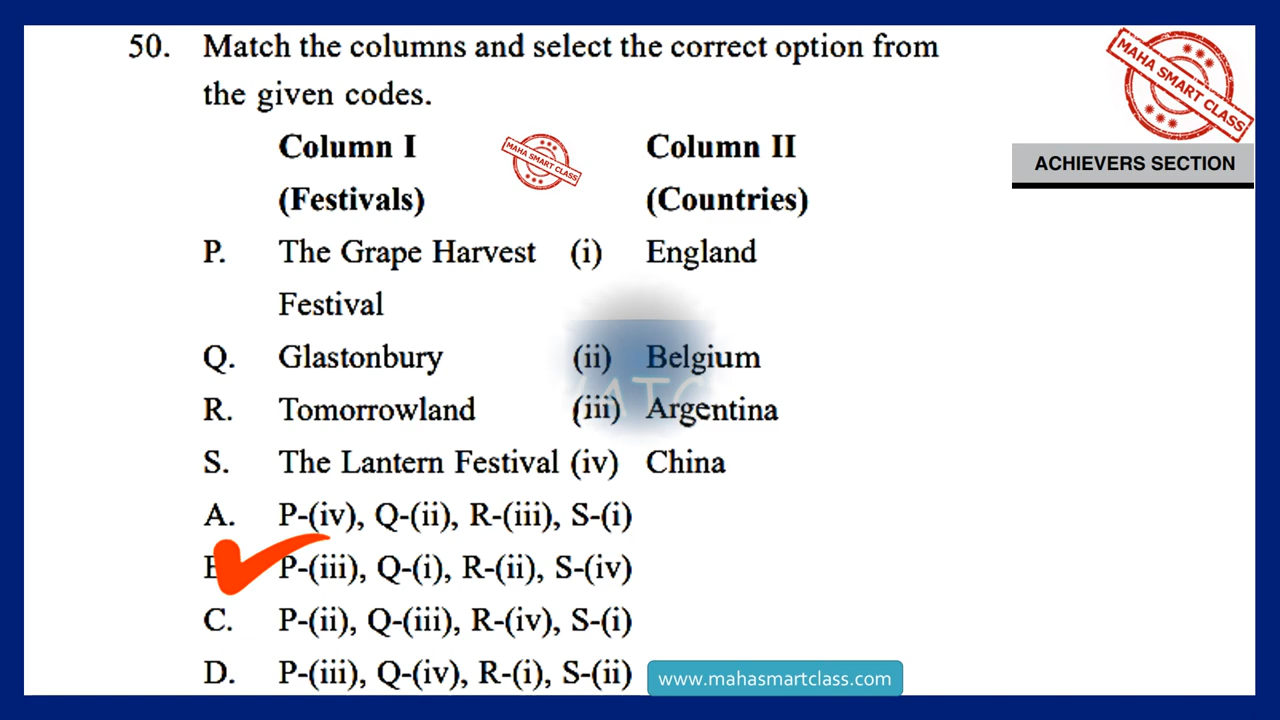 50. Match the columns and select the correct option from
the given codes.
MAHA SMART CLASS
ACHIEVERS SECTION
Column I Column II
MAHA SMART CLASS
(Festivals) (Countries)
P. The Grape Harvest (i) England
Festival
Q. Glastonbury (ii) Belgium
R. Tomorrowland (iii) Argentina
S. The Lantern Festival (iv) China
A. P-(iv), Q-(ii), R-(iii), S-(i)
P-(iii), Q-(i), R-(ii), S-(iv)
C. P-(ii), Q-(iii), R-(iv), S-(i)
D. P-(iii), Q-(iv), R-(i), S-(ii)
www.mahasmartclass.com